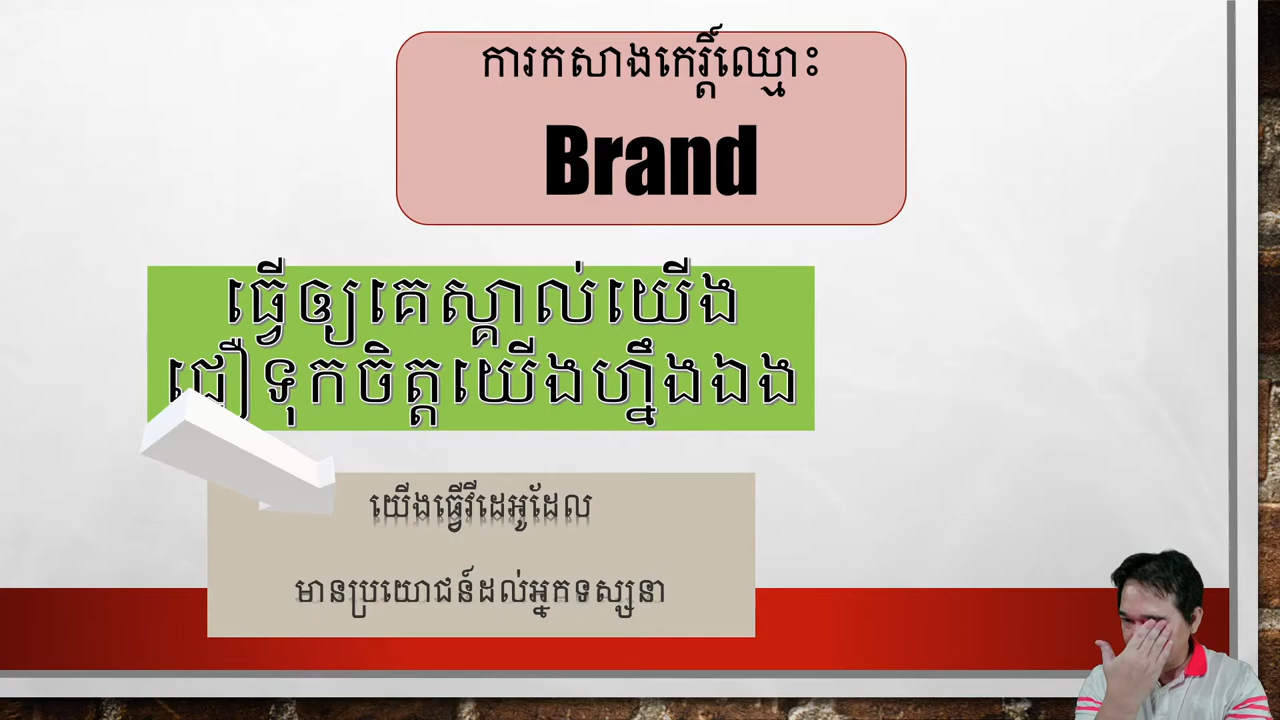 ការកសាងកេរ្តិ៍ឈ្មោះ
Brand
ធ្វើឲ្យគេស្គាល់យើង
ជឿទុកចិត្តយើងហ្នឹងឯង
យើងធ្វើវីដេអូដែល
មានប្រយោជន៍ដល់អ្នកទស្សនា